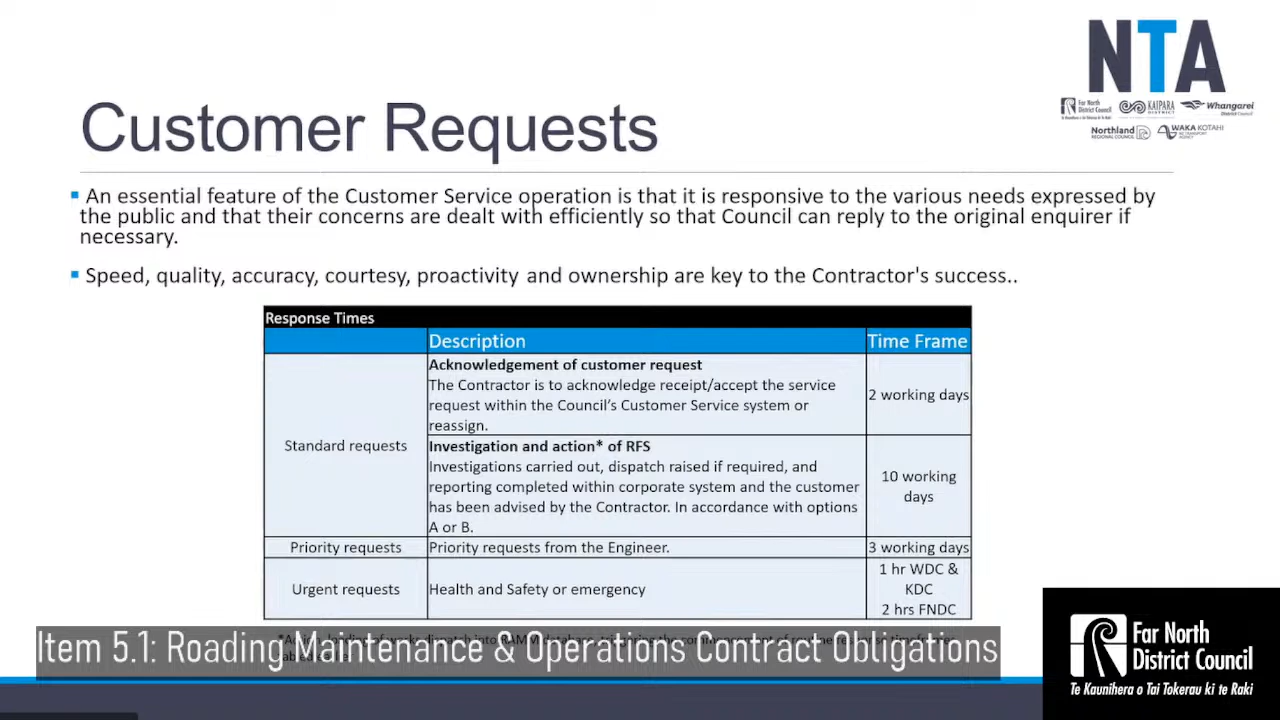 NTA
Far North
District Council
KAIPARA
DISTRICT
Whangarei
District Council
Northland
REGIONAL COUNCIL
WAKA KOTAHI
NZ TRANSPORT
AGENCY
Customer Requests
An essential feature of the Customer Service operation is that it is responsive to the various needs expressed by
the public and that their concerns are dealt with efficiently so that Council can reply to the original enquirer if
necessary.
Speed, quality, accuracy, courtesy, proactivity and ownership are key to the Contractor's success..
Response Times
Description
Time Frame
Standard requests
Acknowledgement of customer request
The Contractor is to acknowledge receipt/accept the service
request within the Council's Customer Service system or
reassign.
2 working days
Investigation and action* of RFS
Investigations carried out, dispatch raised if required, and
reporting completed within corporate system and the customer
has been advised by the Contractor. In accordance with options
A or B.
10 working
days
Priority requests
Priority requests from the Engineer.
3 working days
Urgent requests
Health and Safety or emergency
1 hr WDC &
KDC
2 hrs FNDC
Item 5.1: Roading Maintenance & Operations Contract Obligations
Far North
District Council
Te Kaunihera o Tai Tokerau ki te Raki